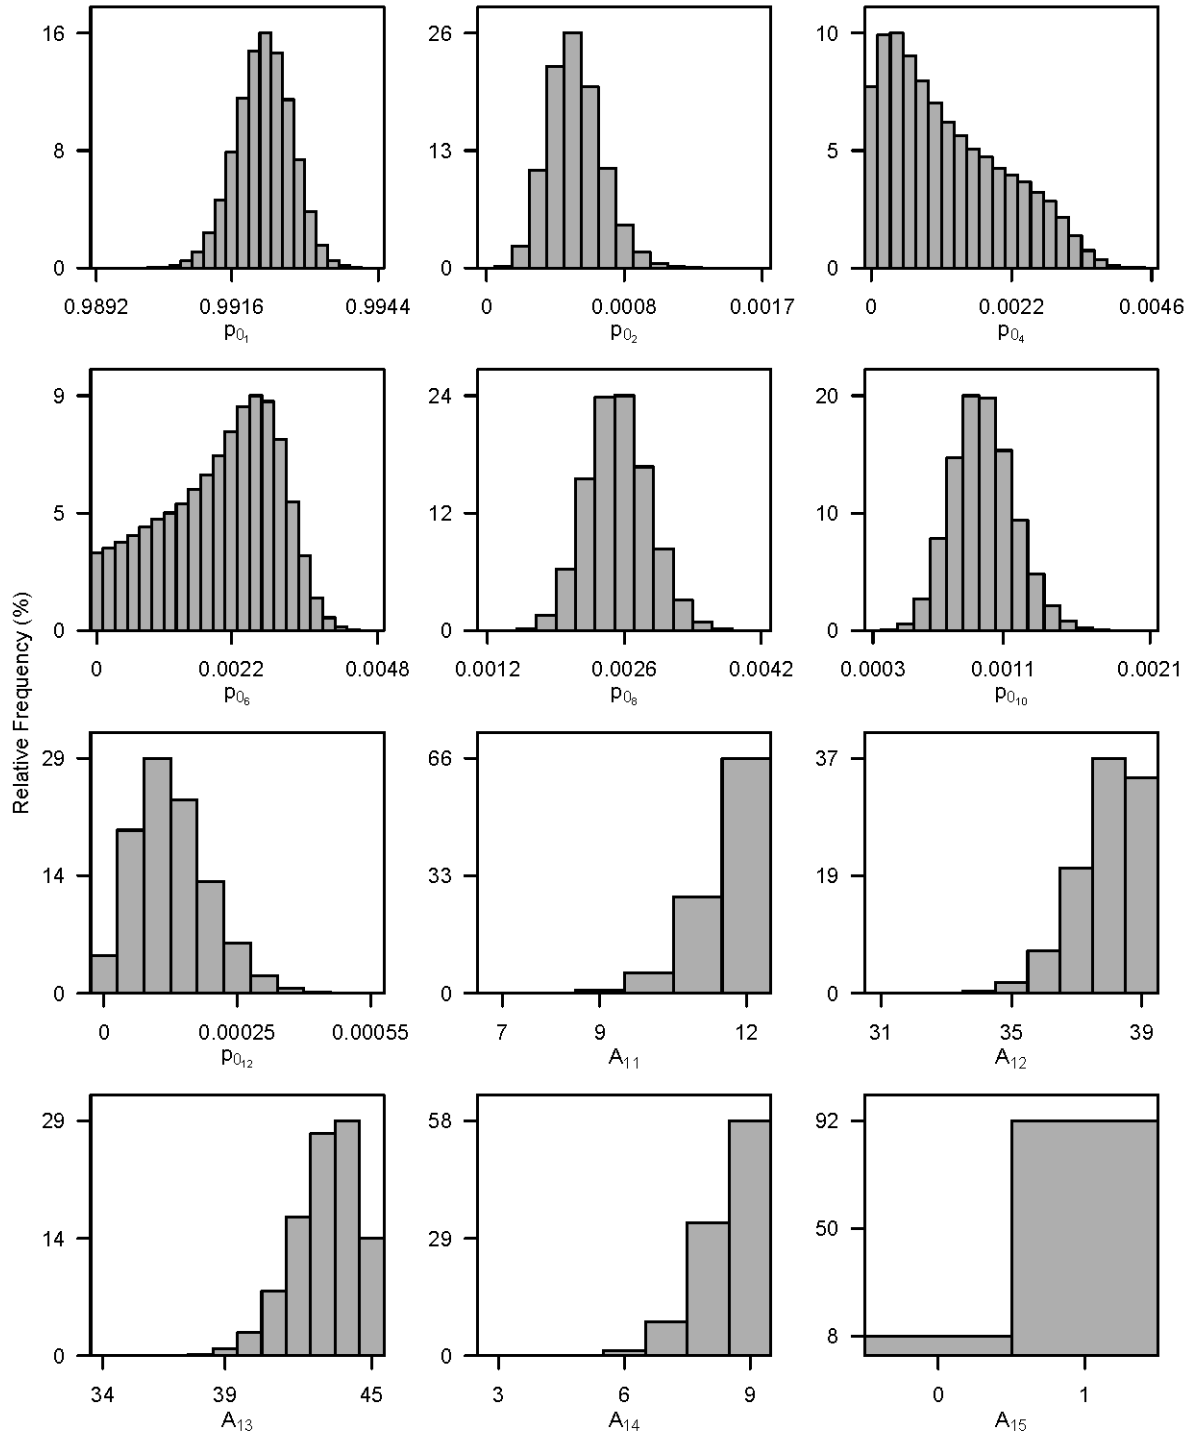 16
8
0
0.9892 0.9916 0.9944
p₀₁
26
13
0
0 0.0008 0.0017
p₀₂
10
5
0
0 0.0022 0.0046
p₀₄
Relative Frequency (%)
9
5
0
0 0.0022 0.0048
p₀₆
24
12
0
0.0012 0.0026 0.0042
p₀₈
20
10
0
0.0003 0.0011 0.0021
p₀₁₀
29
14
0
0 0.00025 0.00055
p₀₁₂
66
33
0
7 9 12
A₁₁
37
19
0
31 35 39
A₁₂
29
14
0
34 39 45
A₁₃
58
29
0
3 6 9
A₁₄
92
50
8
0 1
A₁₅